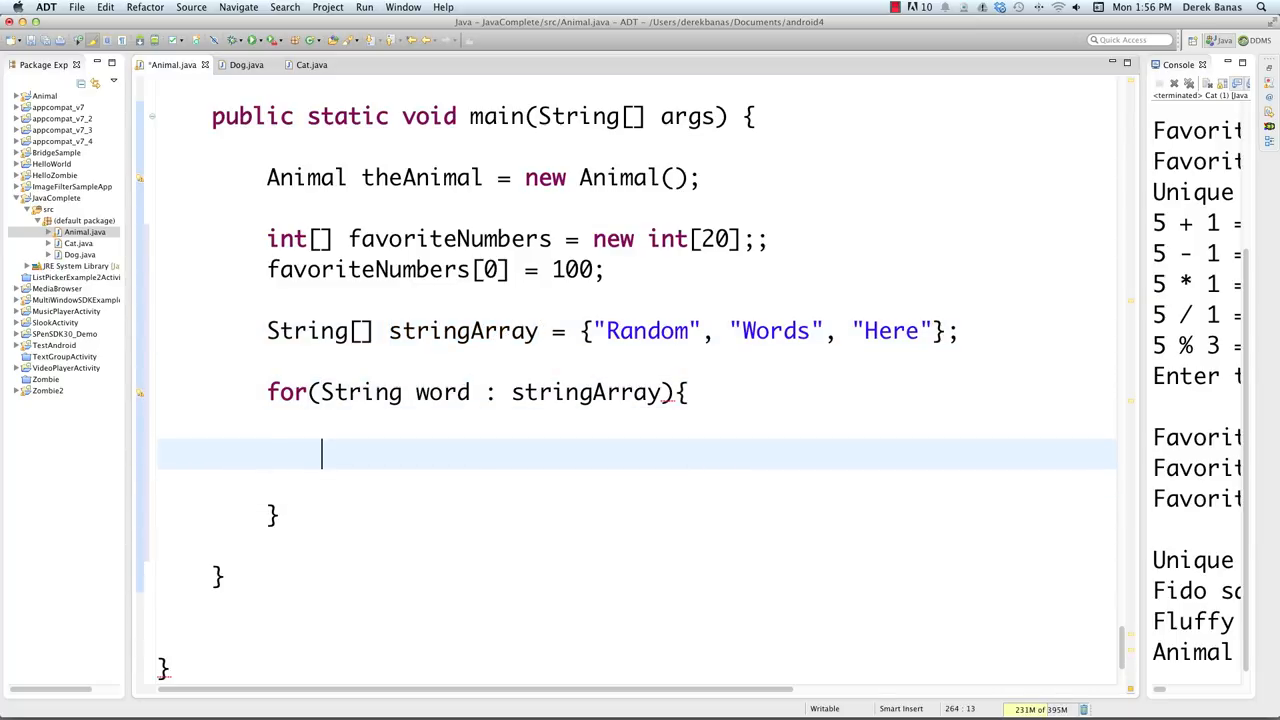 ADT File Edit Refactor Source Navigate Search Project Run Window Help 10 Mon 1:56 PM Derek Banas
Java – JavaComplete/src/Animal.java – ADT – /Users/derekbanas/Documents/android4
Quick Access Java DDMS
Package Exp
*Animal.java Dog.java Cat.java
Console
<terminated> Cat (1) [Java
Animal
appcompat_v7
appcompat_v7_2
appcompat_v7_3
appcompat_v7_4
BridgeSample
HelloWorld
HelloZombie
ImageFilterSampleApp
JavaComplete
src
(default package)
Animal.java
Cat.java
Dog.java
JRE System Library [Ja
ListPickerExample2Activi
MediaBrowser
MultiWindowSDKExample
MusicPlayerActivity
SlookActivity
SPenSDK30_Demo
TestAndroid
TextGroupActivity
VideoPlayerActivity
Zombie
Zombie2
public static void main(String[] args) {
Animal theAnimal = new Animal();
int[] favoriteNumbers = new int[20];;
favoriteNumbers[0] = 100;
String[] stringArray = {"Random", "Words", "Here"};
for(String word : stringArray){
}
}
}
Favorit
Favorit
Unique
5 + 1 =
5 - 1 =
5 * 1 =
5 / 1 =
5 % 3 =
Enter t
Favorit
Favorit
Favorit
Unique
Fido sa
Fluffy
Animal
Writable Smart Insert 264 : 13 231M of 395M